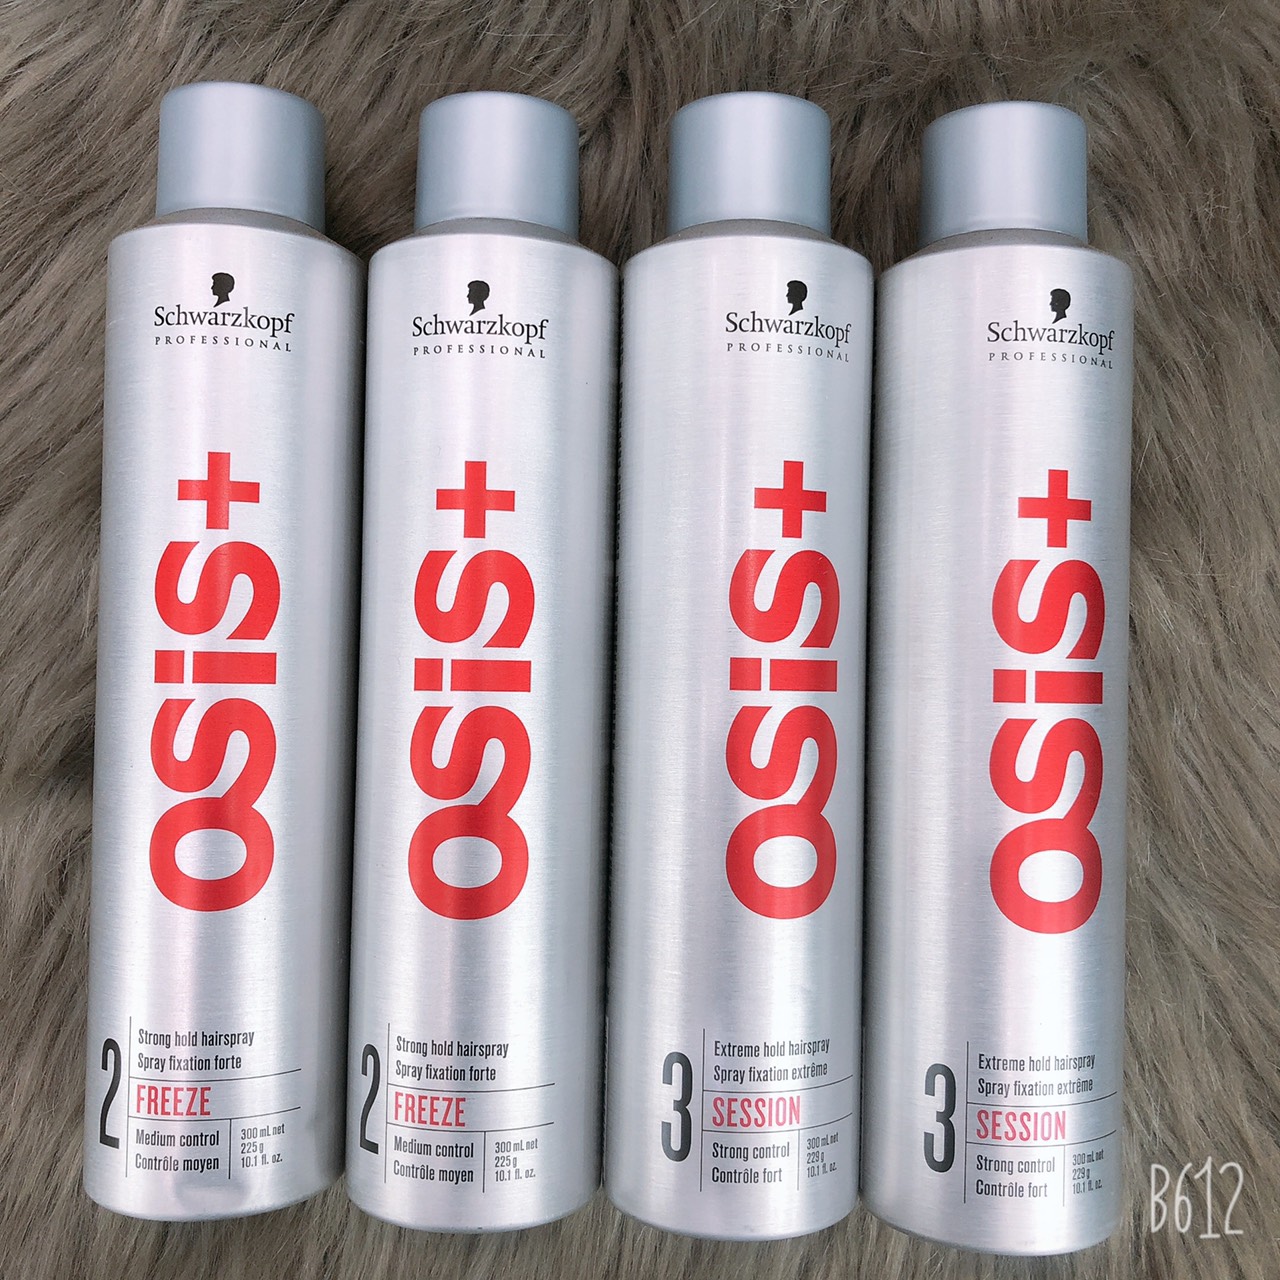 Schwarzkopf
PROFESSIONAL
OSiS+
2
Strong hold hairspray
Spray fixation forte
FREEZE
Medium control
Contrôle moyen
300 mL net
225 g
10.1 fl. oz.
Schwarzkopf
PROFESSIONAL
OSiS+
2
Strong hold hairspray
Spray fixation forte
FREEZE
Medium control
Contrôle moyen
300 mL net
225 g
10.1 fl. oz.
Schwarzkopf
PROFESSIONAL
OSiS+
3
Extreme hold hairspray
Spray fixation extrême
SESSION
Strong control
Contrôle fort
300 mL net
229 g
10.1 fl. oz.
Schwarzkopf
PROFESSIONAL
OSiS+
3
Extreme hold hairspray
Spray fixation extrême
SESSION
Strong control
Contrôle fort
300 mL net
229 g
10.1 fl. oz.
B612